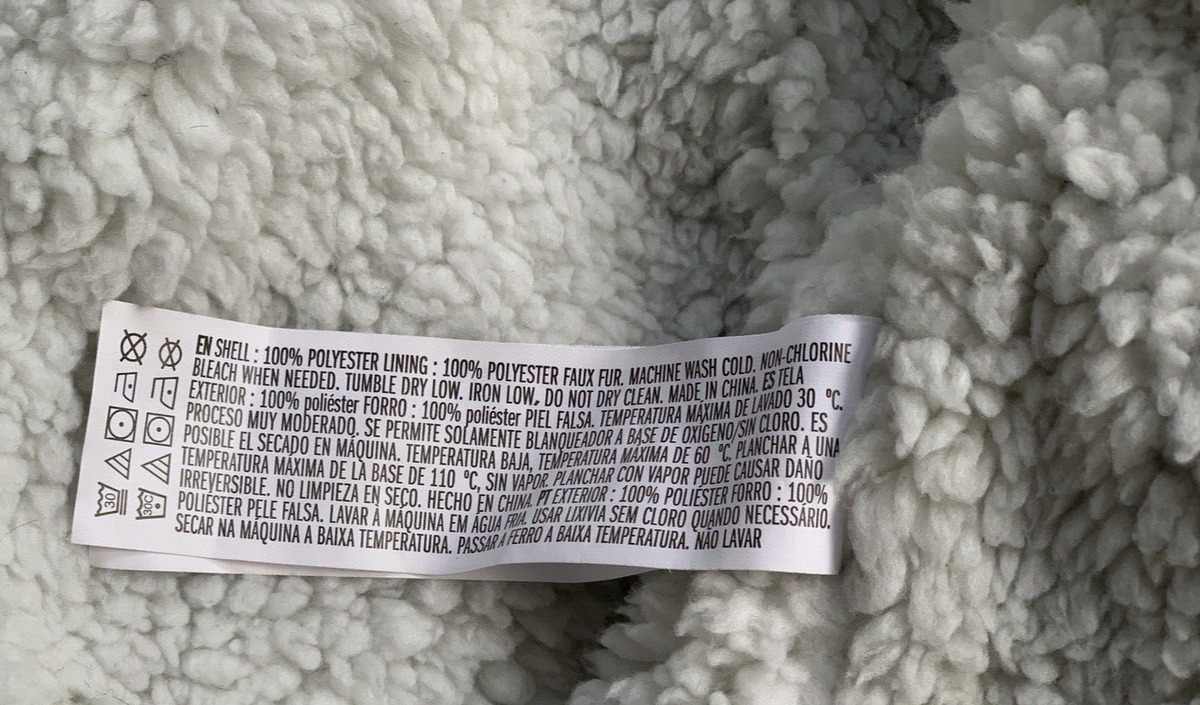 EN SHELL : 100% POLYESTER LINING : 100% POLYESTER FAUX FUR. MACHINE WASH COLD. NON-CHLORINE
BLEACH WHEN NEEDED. TUMBLE DRY LOW. IRON LOW. DO NOT DRY CLEAN. MADE IN CHINA. ES TELA
EXTERIOR : 100% poliéster FORRO : 100% poliéster PIEL FALSA. TEMPERATURA MÁXIMA DE LAVADO 30 °C.
PROCESO MUY MODERADO. SE PERMITE SOLAMENTE BLANQUEADOR A BASE DE OXIGENO/SIN CLORO. ES
POSIBLE EL SECADO EN MÁQUINA. TEMPERATURA BAJA, TEMPERATURA MÁXIMA DE 60 °C. PLANCHAR A UNA
TEMPERATURA MÁXIMA DE LA BASE DE 110 °C, SIN VAPOR. PLANCHAR CON VAPOR PUEDE CAUSAR DAÑO
IRREVERSIBLE. NO LIMPIEZA EN SECO. HECHO EN CHINA. PT EXTERIOR : 100% POLIÉSTER FORRO : 100%
POLIÉSTER PELE FALSA. LAVAR À MÁQUINA EM ÁGUA FRIA. USAR LIXIVIA SEM CLORO QUANDO NECESSÁRIO.
SECAR NA MÁQUINA A BAIXA TEMPERATURA. PASSAR A FERRO A BAIXA TEMPERATURA. NÃO LAVAR
30
30C